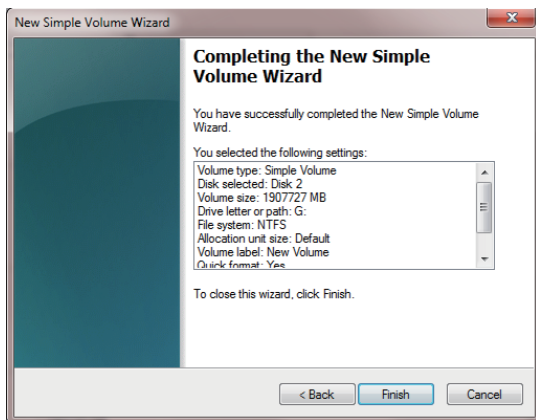 New Simple Volume Wizard
Completing the New Simple
Volume Wizard
You have successfully completed the New Simple Volume
Wizard.
You selected the following settings:
Volume type: Simple Volume
Disk selected: Disk 2
Volume size: 1907727 MB
Drive letter or path: G:
File system: NTFS
Allocation unit size: Default
Volume label: New Volume
Quick format: Yes
To close this wizard, click Finish.
< Back Finish Cancel